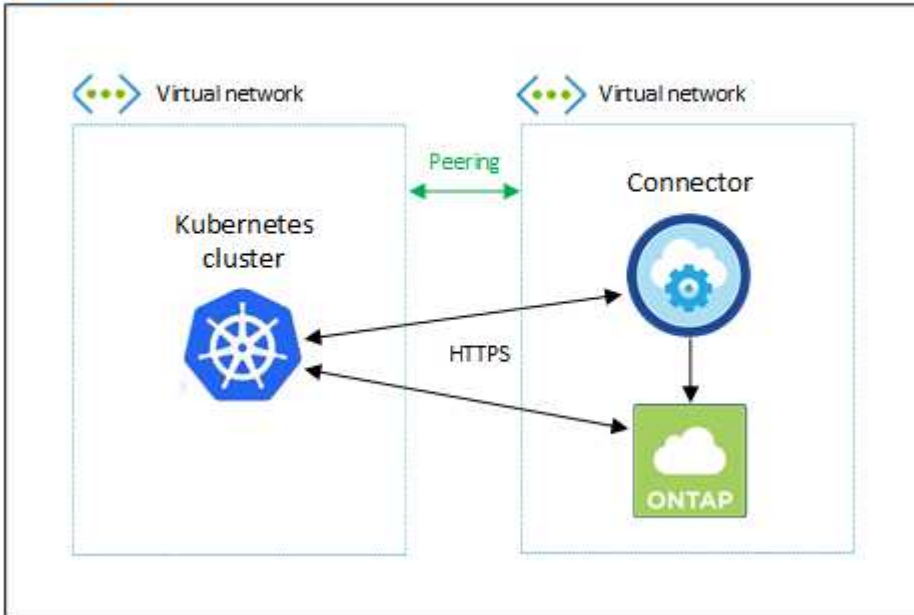 Virtual network
Virtual network
Peering
Connector
Kubernetes
cluster
HTTPS
ONTAP